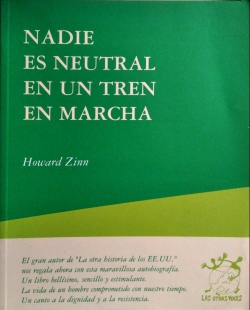 NADIE
ES NEUTRAL
EN UN TREN
EN MARCHA
Howard Zinn
El gran autor de "La otra historia de los EE.UU."
nos regala ahora con esta maravillosa autobiografía.
Un libro bellísimo, sencillo y estimulante.
La vida de un hombre comprometido con nuestro tiempo.
Un canto a la dignidad y a la resistencia.
LAS OTRAS VOCES